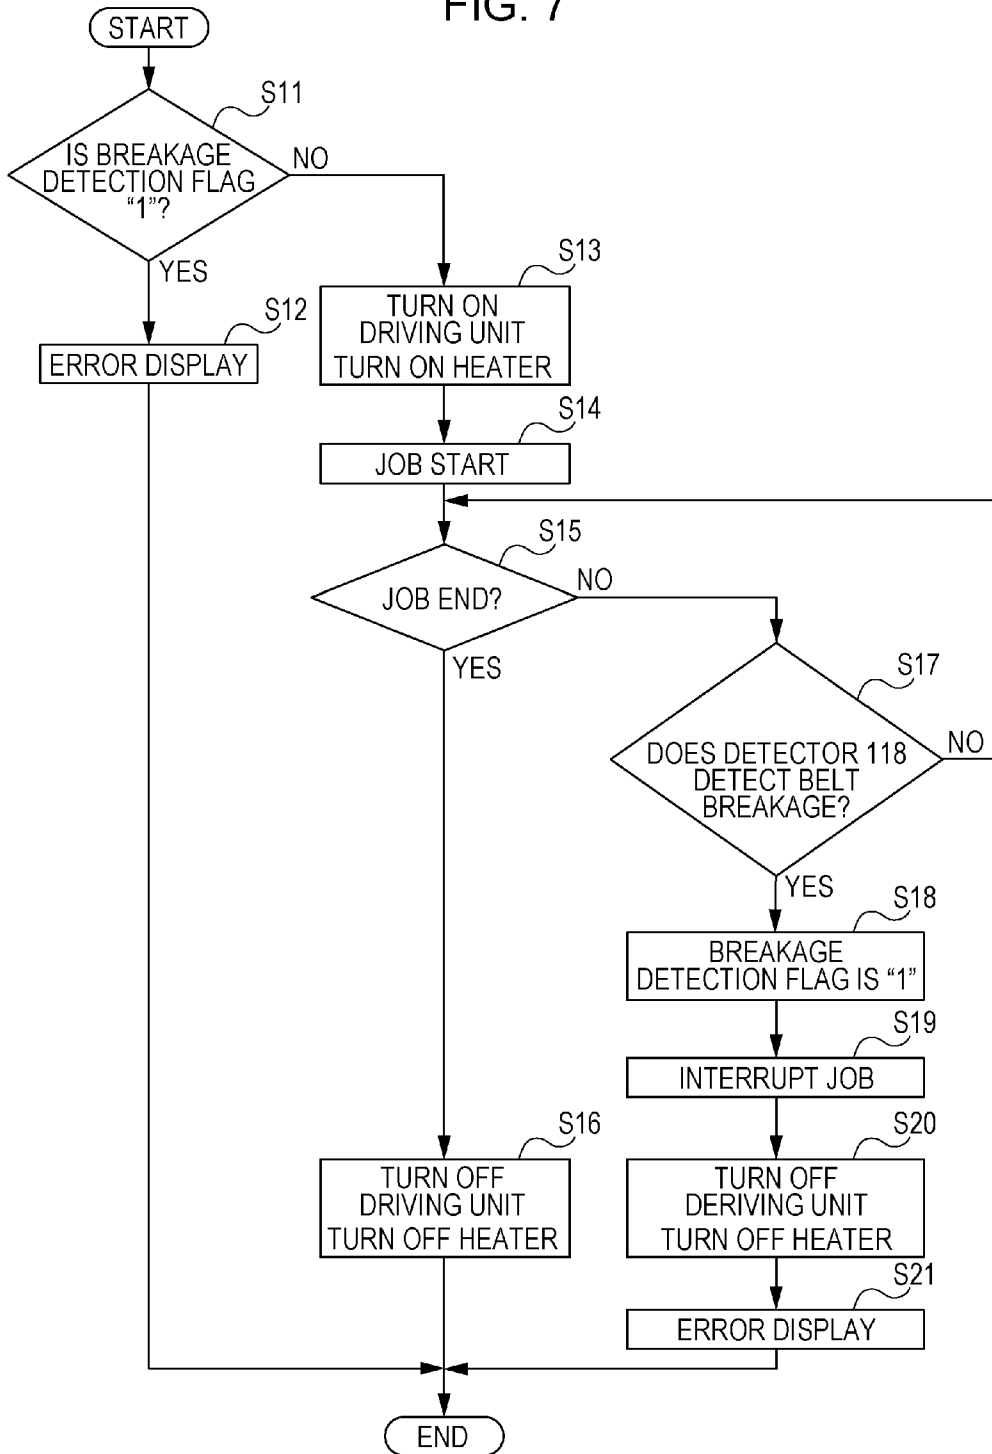 FIG. 7
START
S11
IS BREAKAGE
DETECTION FLAG
“1”?
NO
YES
S12
ERROR DISPLAY
S13
TURN ON
DRIVING UNIT
TURN ON HEATER
S14
JOB START
S15
JOB END?
NO
YES
S17
DOES DETECTOR 118
DETECT BELT
BREAKAGE?
NO
YES
S18
BREAKAGE
DETECTION FLAG IS “1”
S19
INTERRUPT JOB
S16
TURN OFF
DRIVING UNIT
TURN OFF HEATER
S20
TURN OFF
DERIVING UNIT
TURN OFF HEATER
S21
ERROR DISPLAY
END